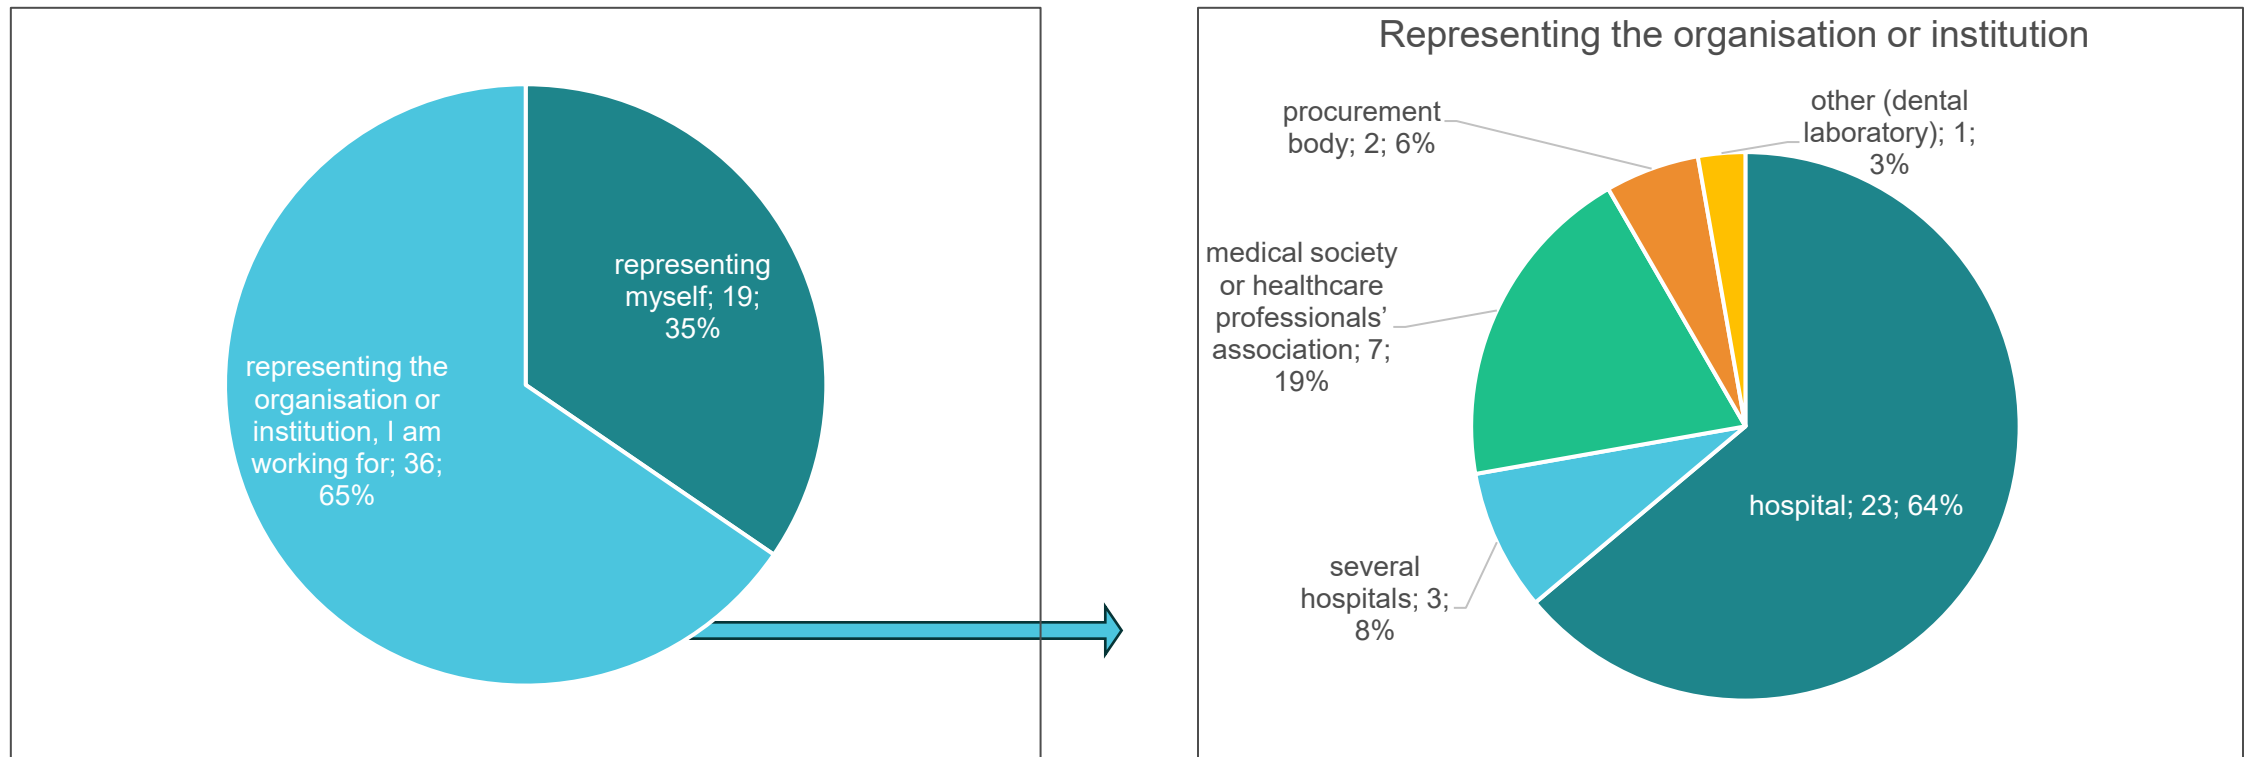 representing
myself; 19;
35%
representing the
organisation or
institution, I am
working for; 36;
65%
Representing the organisation or institution
procurement
body; 2; 6%
other (dental
laboratory); 1;
3%
medical society
or healthcare
professionals’
association; 7;
19%
hospital; 23; 64%
several
hospitals; 3;
8%